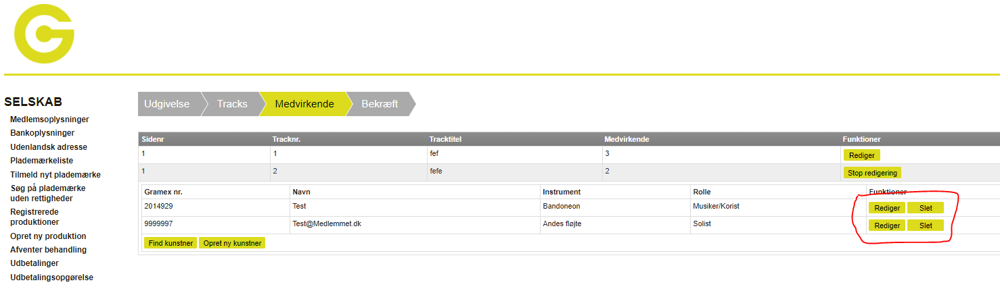 SELSKAB
Medlemsoplysninger
Bankoplysninger
Udenlandsk adresse
Plademærkeliste
Tilmeld nyt plademærke
Søg på plademærke
uden rettigheder
Registrerede
produktioner
Opret ny produktion
Afventer behandling
Udbetalinger
Udbetalingsopgørelse
Udgivelse Tracks Medvirkende Bekræft
Sidenr Tracknr. Tracktitel Medvirkende Funktioner
1 1 fef 3 Rediger
1 2 fefe 2 Stop redigering
Gramex nr. Navn Instrument Rolle Funktioner
2014929 Test Bandoneon Musiker/Korist Rediger Slet
9999997 Test@Medlemmet.dk Andes fløjte Solist Rediger Slet
Find kunstner Opret ny kunstner